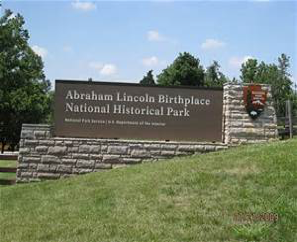 Abraham Lincoln Birthplace
National Historical Park
National Park Service | U.S. Department of the Interior